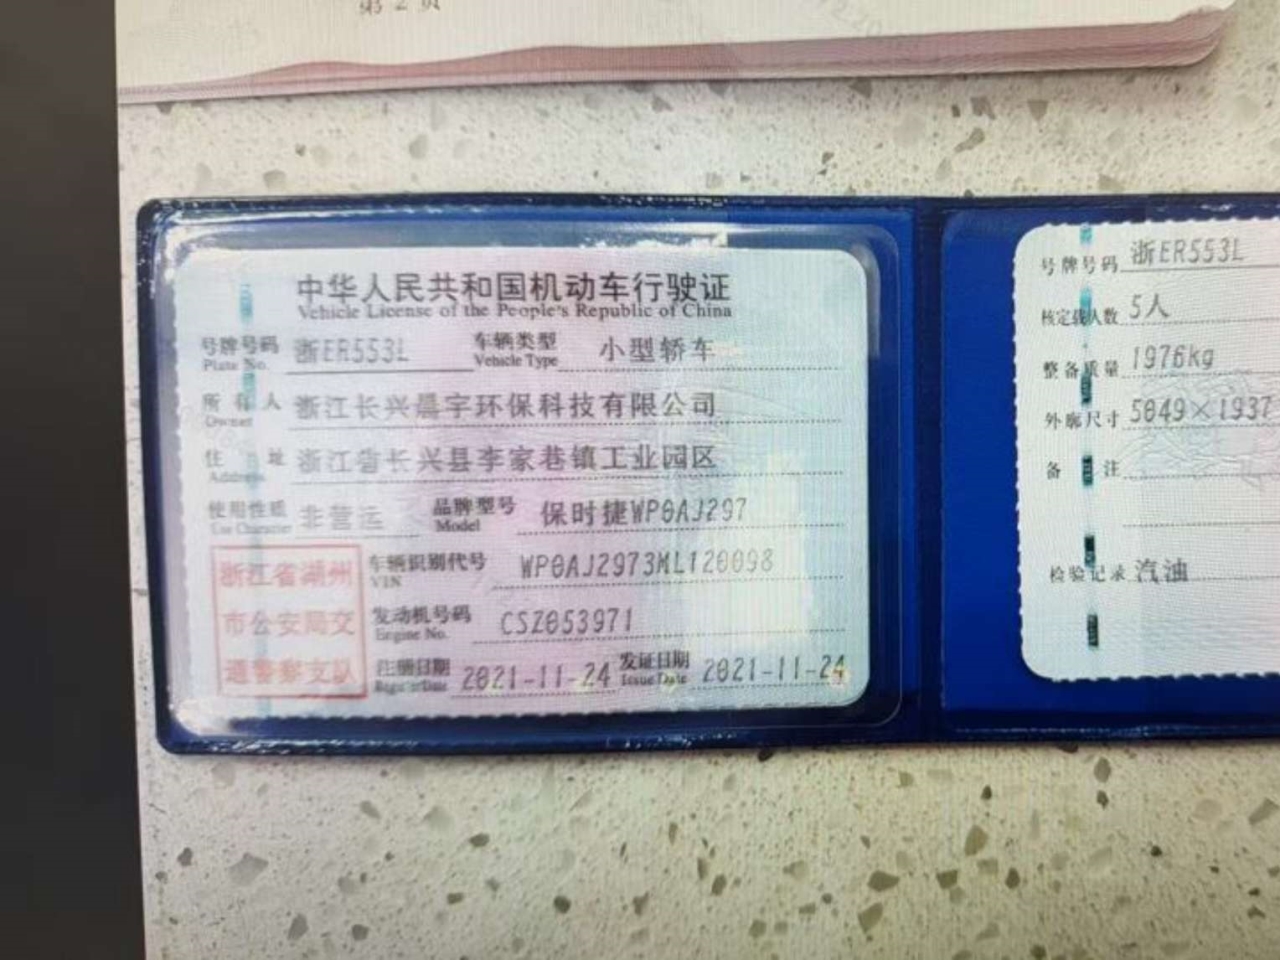 第 2 页
中华人民共和国机动车行驶证
Vehicle License of the People's Republic of China
号牌号码 浙ER553L 车辆类型 小型轿车
Plate No. Vehicle Type
所有人 浙江长兴晨宇环保科技有限公司
Owner
住址 浙江省长兴县李家巷镇工业园区
Address
使用性质 非营运 品牌型号 保时捷WP0AJ297
Use Character Model
车辆识别代号 WP0AJ2973ML120098
VIN
发动机号码 CSZ053971
Engine No.
注册日期 2021-11-24 发证日期 2021-11-24
Register Date Issue Date
浙江省湖州
市公安局交
通警察支队
号牌号码 浙ER553L
核定载人数 5人
整备质量 1976kg
外廓尺寸 5049×1937
备注
检验记录 汽油